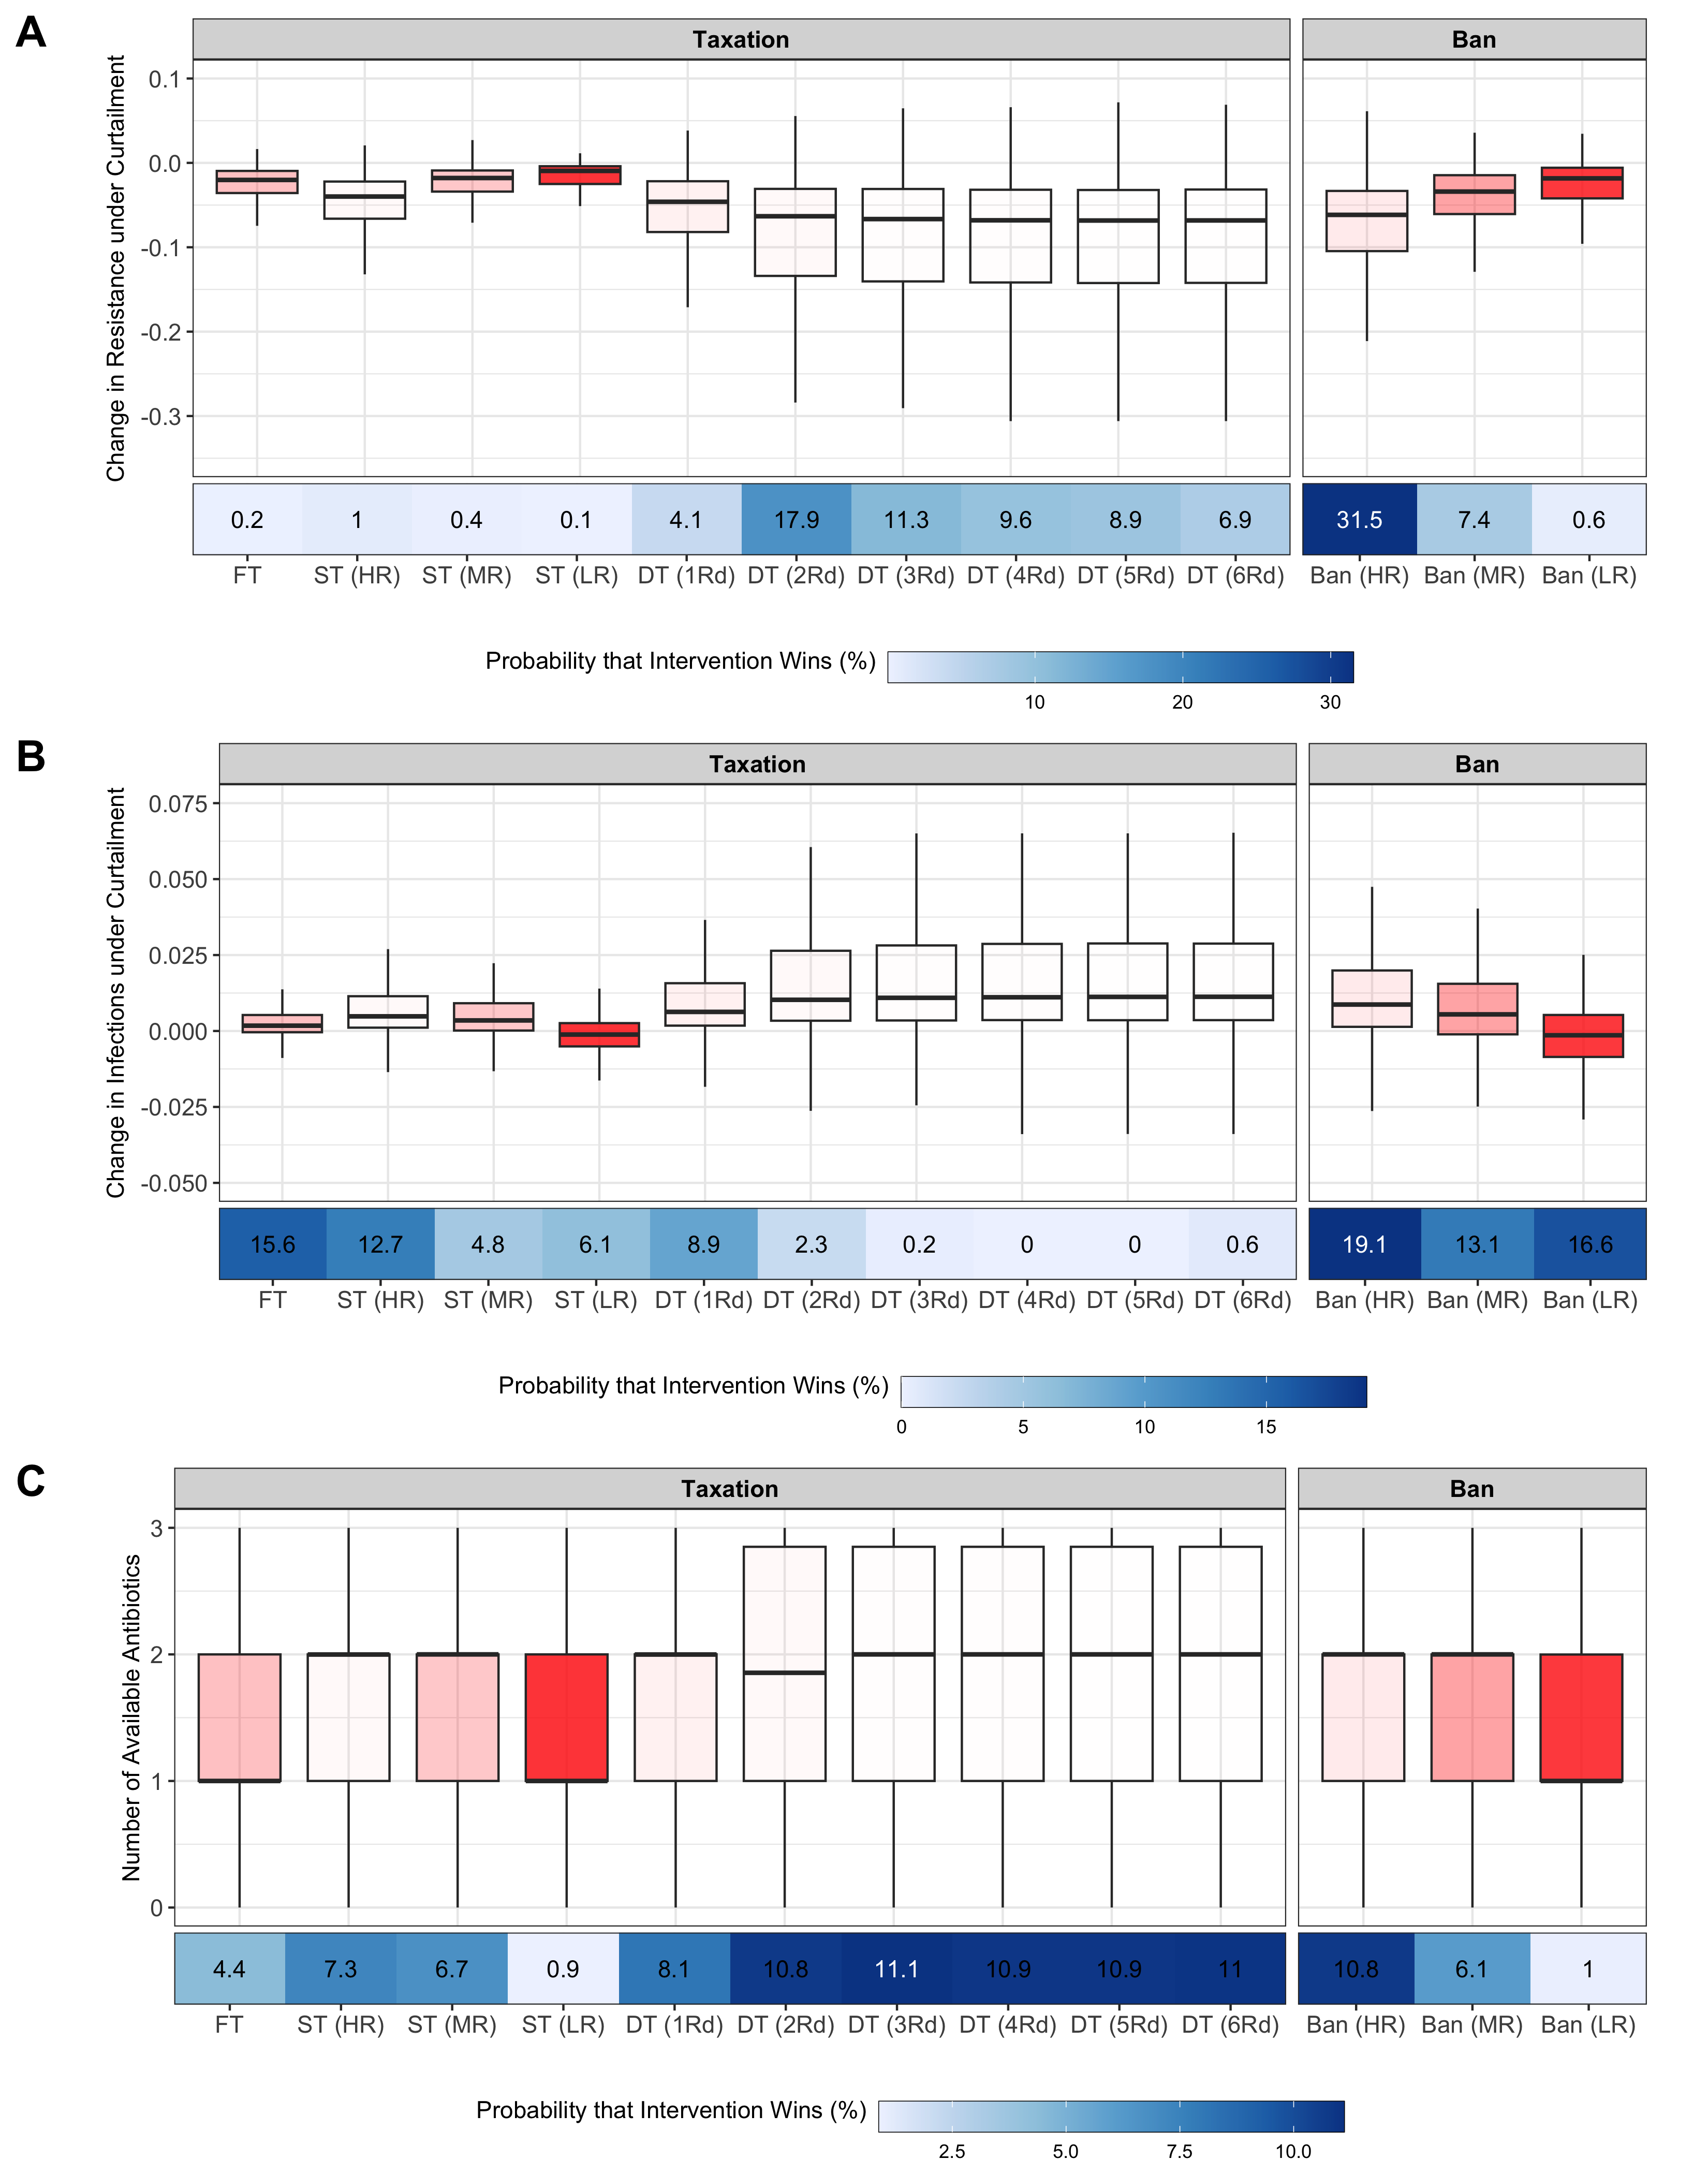 A
Taxation
Ban
Change in Resistance under Curtailment
0.1
0.0
-0.1
-0.2
-0.3
0.2 1 0.4 0.1 4.1 17.9 11.3 9.6 8.9 6.9 31.5 7.4 0.6
FT ST (HR) ST (MR) ST (LR) DT (1Rd) DT (2Rd) DT (3Rd) DT (4Rd) DT (5Rd) DT (6Rd) Ban (HR) Ban (MR) Ban (LR)
Probability that Intervention Wins (%)
10 20 30
B
Taxation
Ban
Change in Infections under Curtailment
0.075
0.050
0.025
0.000
-0.025
-0.050
15.6 12.7 4.8 6.1 8.9 2.3 0.2 0 0 0.6 19.1 13.1 16.6
FT ST (HR) ST (MR) ST (LR) DT (1Rd) DT (2Rd) DT (3Rd) DT (4Rd) DT (5Rd) DT (6Rd) Ban (HR) Ban (MR) Ban (LR)
Probability that Intervention Wins (%)
0 5 10 15
C
Taxation
Ban
Number of Available Antibiotics
3
2
1
0
4.4 7.3 6.7 0.9 8.1 10.8 11.1 10.9 10.9 11 10.8 6.1 1
FT ST (HR) ST (MR) ST (LR) DT (1Rd) DT (2Rd) DT (3Rd) DT (4Rd) DT (5Rd) DT (6Rd) Ban (HR) Ban (MR) Ban (LR)
Probability that Intervention Wins (%)
2.5 5.0 7.5 10.0